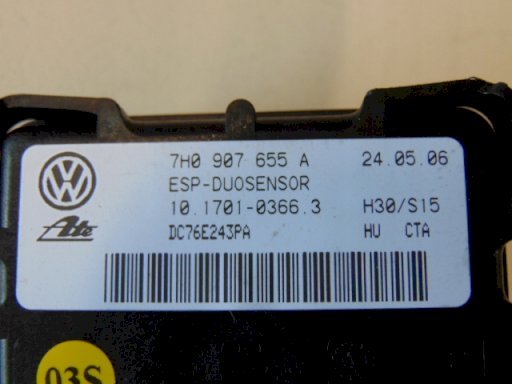 7H0 907 655 A 24.05.06
ESP-DUOSENSOR
10.1701-0366.3 H30/S15
DC76E243PA HU CTA
VW
Ate
03S